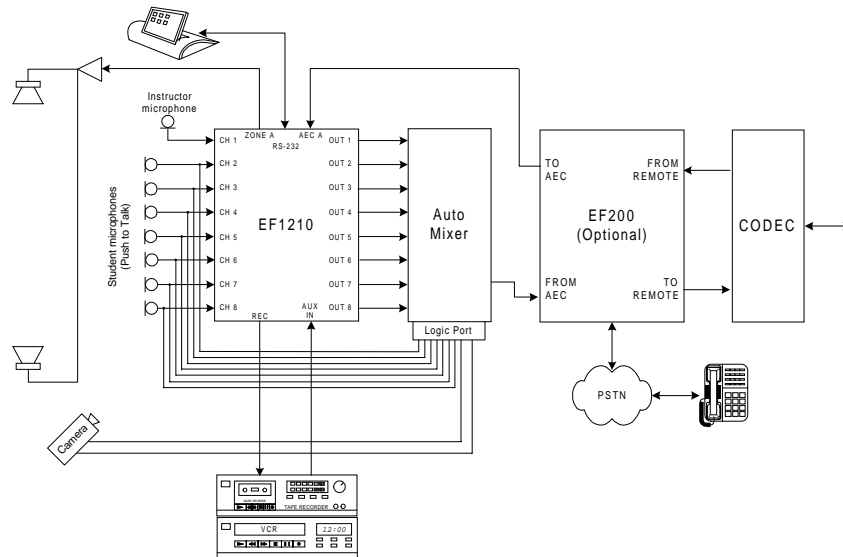 Instructor
microphone
ZONE A
AEC A
RS-232
CH 1
CH 2
CH 3
CH 4
CH 5
CH 6
CH 7
CH 8
Student microphones
(Push to Talk)
EF1210
OUT 1
OUT 2
OUT 3
OUT 4
OUT 5
OUT 6
OUT 7
OUT 8
REC
AUX
IN
Auto
Mixer
Logic Port
TO
AEC
FROM
REMOTE
EF200
(Optional)
FROM
AEC
TO
REMOTE
CODEC
PSTN
Camera
auto reverse
TAPE RECORDER
VCR
12:00